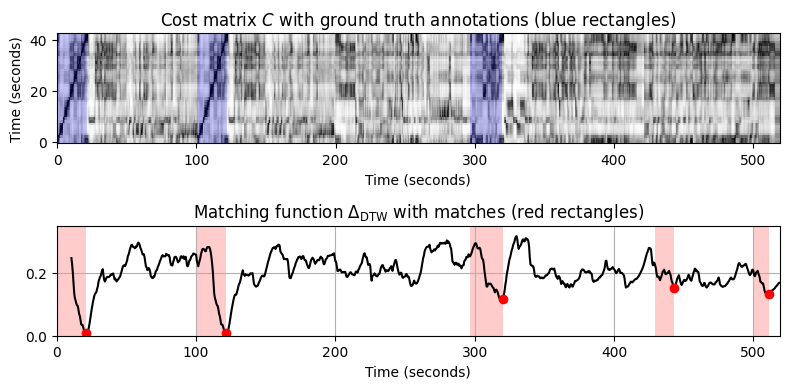 Cost matrix C with ground truth annotations (blue rectangles)
Time (seconds)
40
20
0
0 100 200 300 400 500
Time (seconds)
Matching function Δ_DTW with matches (red rectangles)
0.2
0.0
0 100 200 300 400 500
Time (seconds)